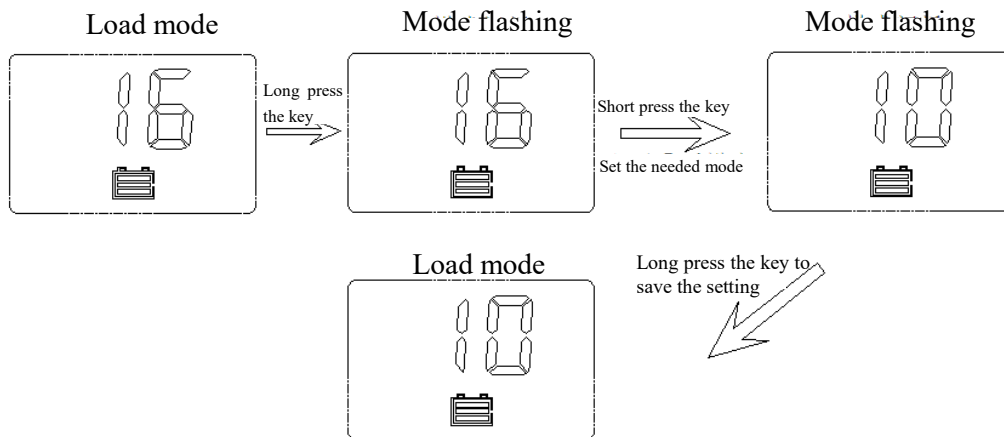 Load mode
Mode flashing
Mode flashing
16
Long press
the key
16
Short press the key
Set the needed mode
10
Load mode
Long press the key to
save the setting
10